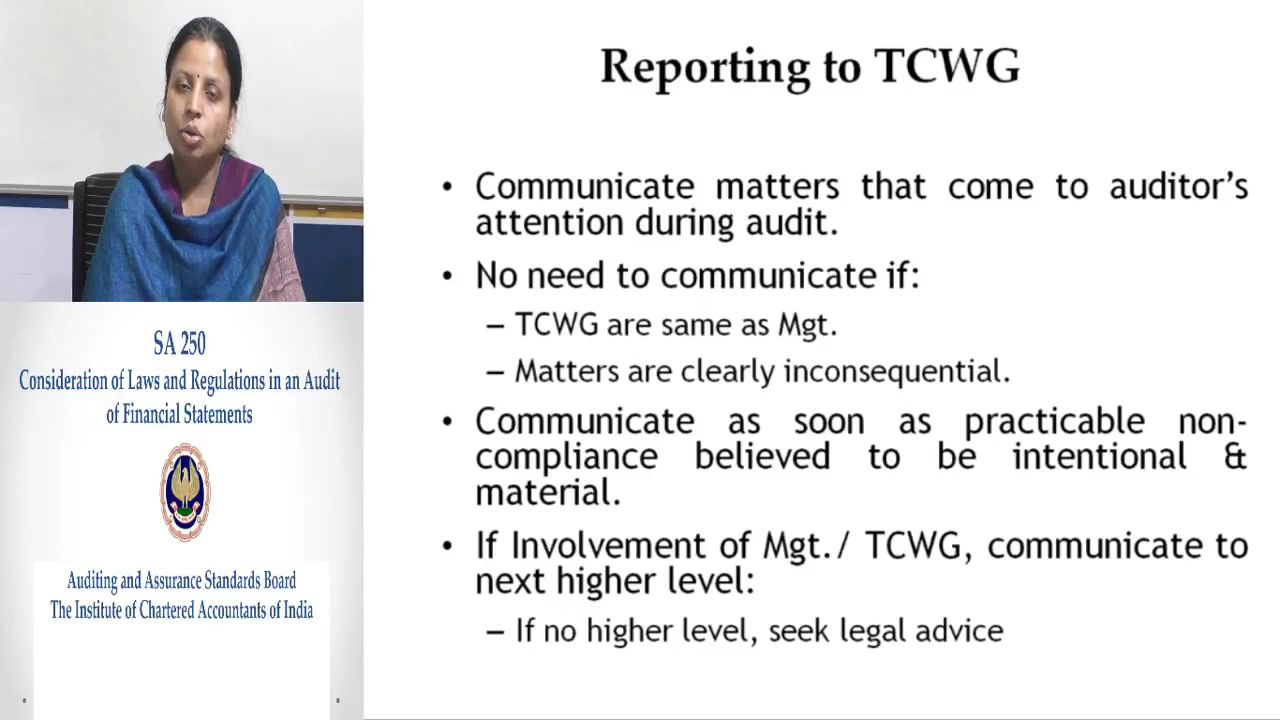 Reporting to TCWG
• Communicate matters that come to auditor's
attention during audit.
• No need to communicate if:
– TCWG are same as Mgt.
– Matters are clearly inconsequential.
• Communicate as soon as practicable non-
compliance believed to be intentional &
material.
• If Involvement of Mgt./ TCWG, communicate to
next higher level:
– If no higher level, seek legal advice
SA 250
Consideration of Laws and Regulations in an Audit
of Financial Statements
Auditing and Assurance Standards Board
The Institute of Chartered Accountants of India